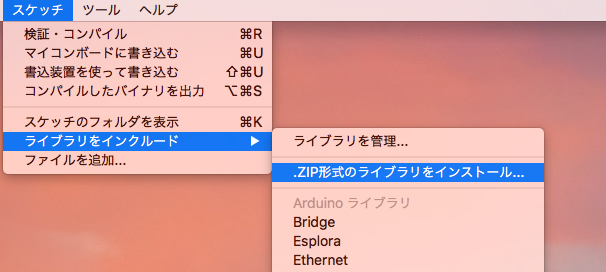 スケッチ ツール ヘルプ
検証・コンパイル ⌘R
マイコンボードに書き込む ⌘U
書込装置を使って書き込む ⇧⌘U
コンパイルしたバイナリを出力 ⌥⌘S
スケッチのフォルダを表示 ⌘K
ライブラリをインクルード ▶
ファイルを追加...
ライブラリを管理...
.ZIP形式のライブラリをインストール...
Arduino ライブラリ
Bridge
Esplora
Ethernet